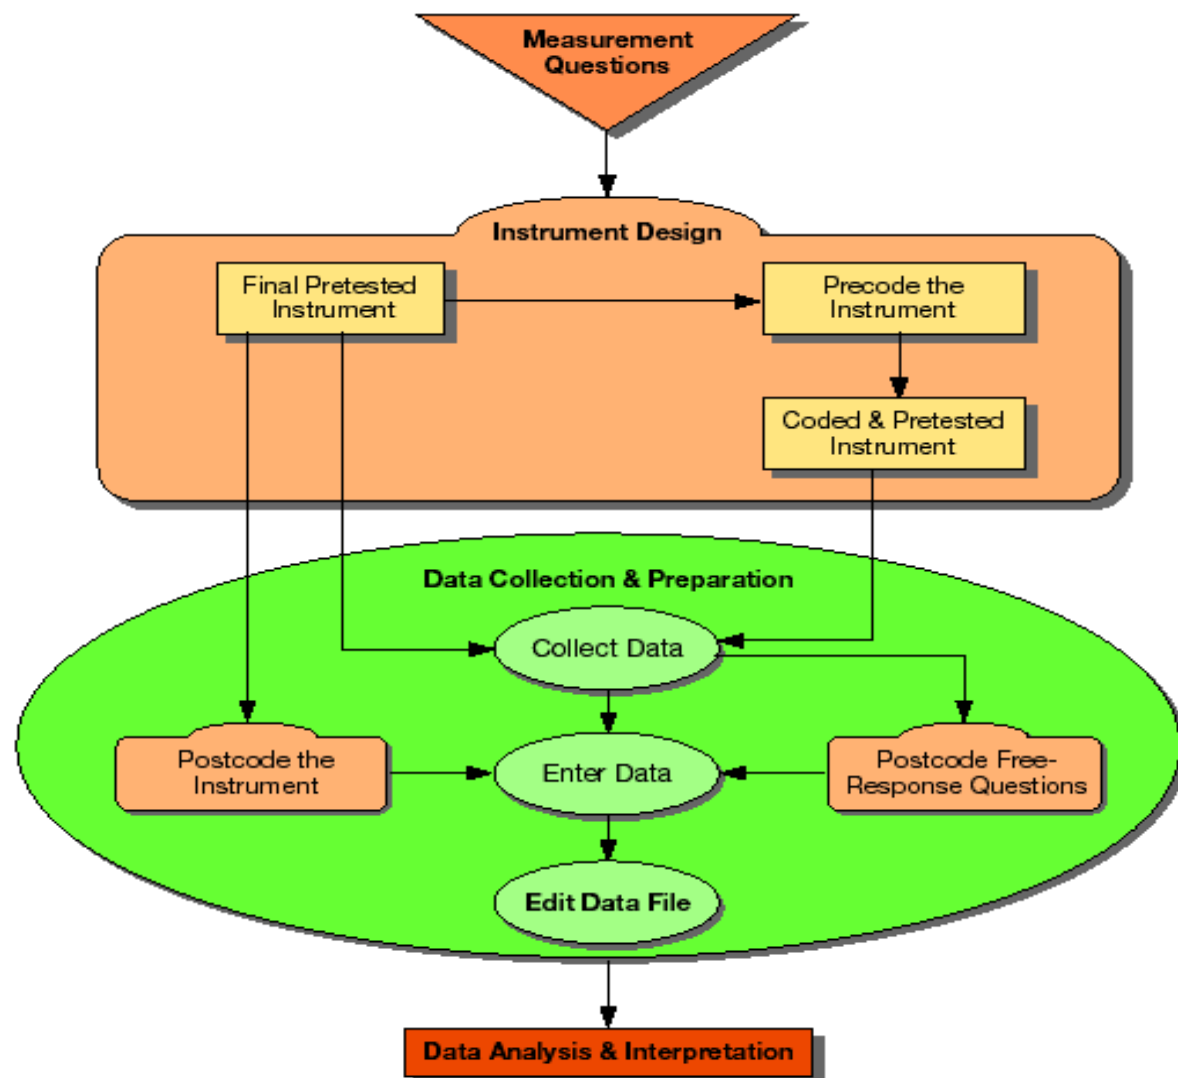 Measurement
Questions
Instrument Design
Final Pretested
Instrument
Precode the
Instrument
Coded & Pretested
Instrument
Data Collection & Preparation
Collect Data
Postcode the
Instrument
Enter Data
Postcode Free-
Response Questions
Edit Data File
Data Analysis & Interpretation